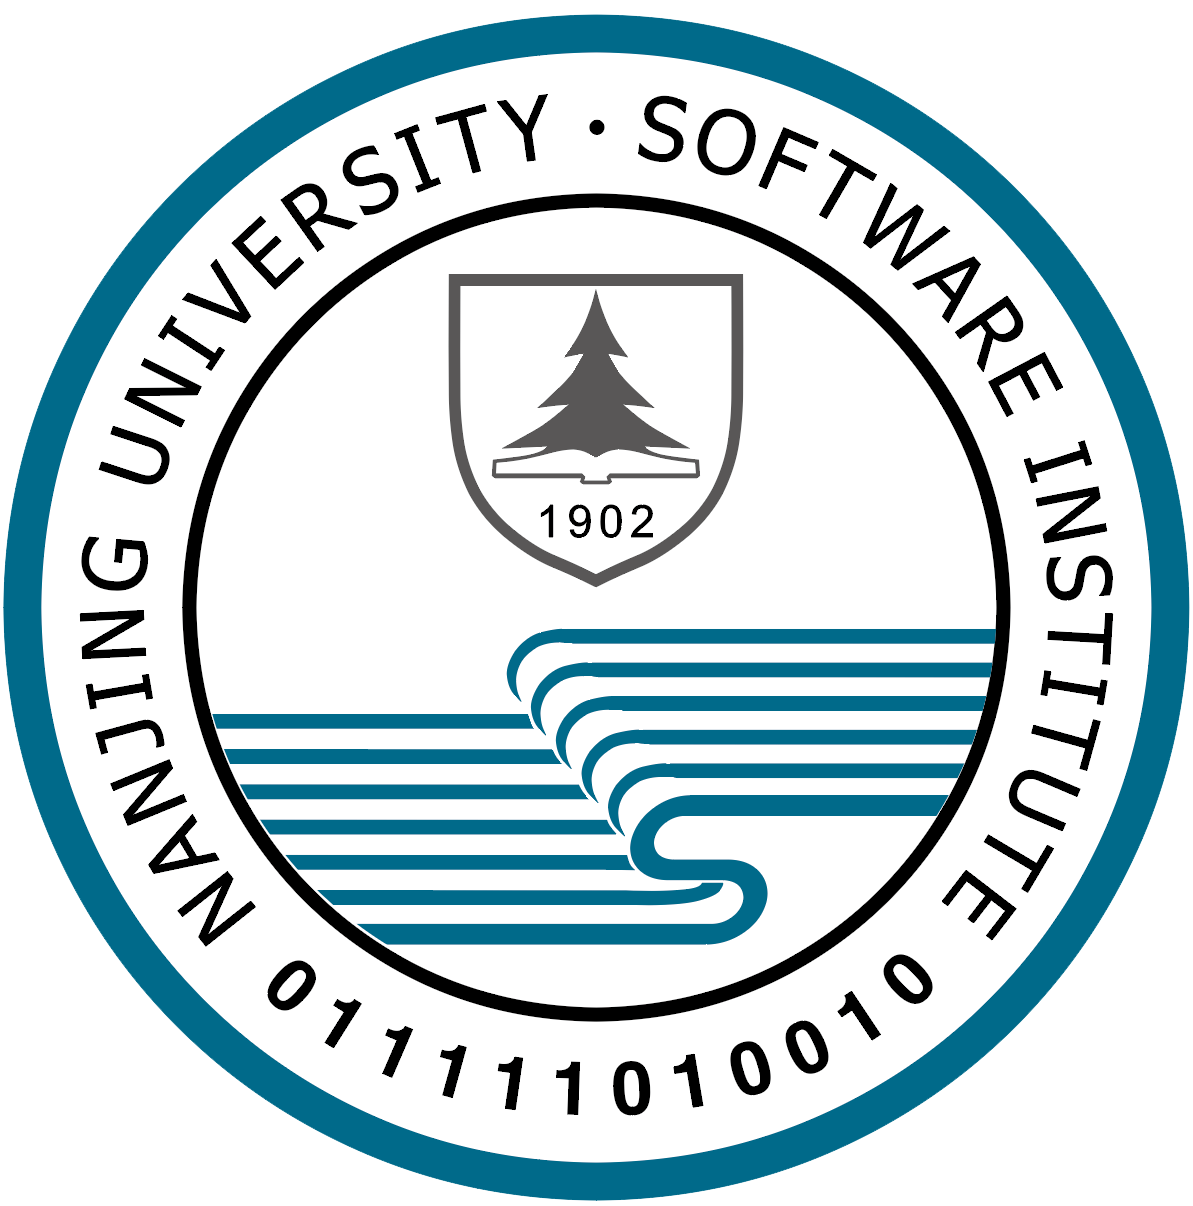 NANJING UNIVERSITY · SOFTWARE INSTITUTE
1902
011111010010